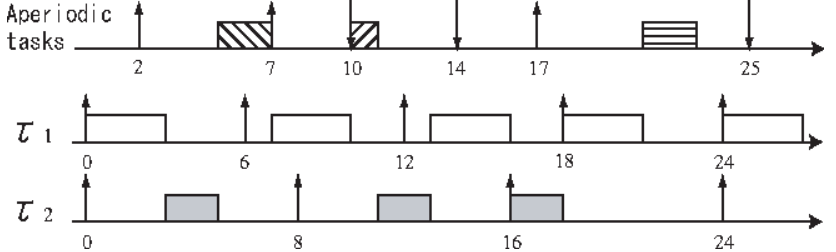 Aperiodic
tasks
2 7 10 14 17 25
τ 1
0 6 12 18 24
τ 2
0 8 16 24